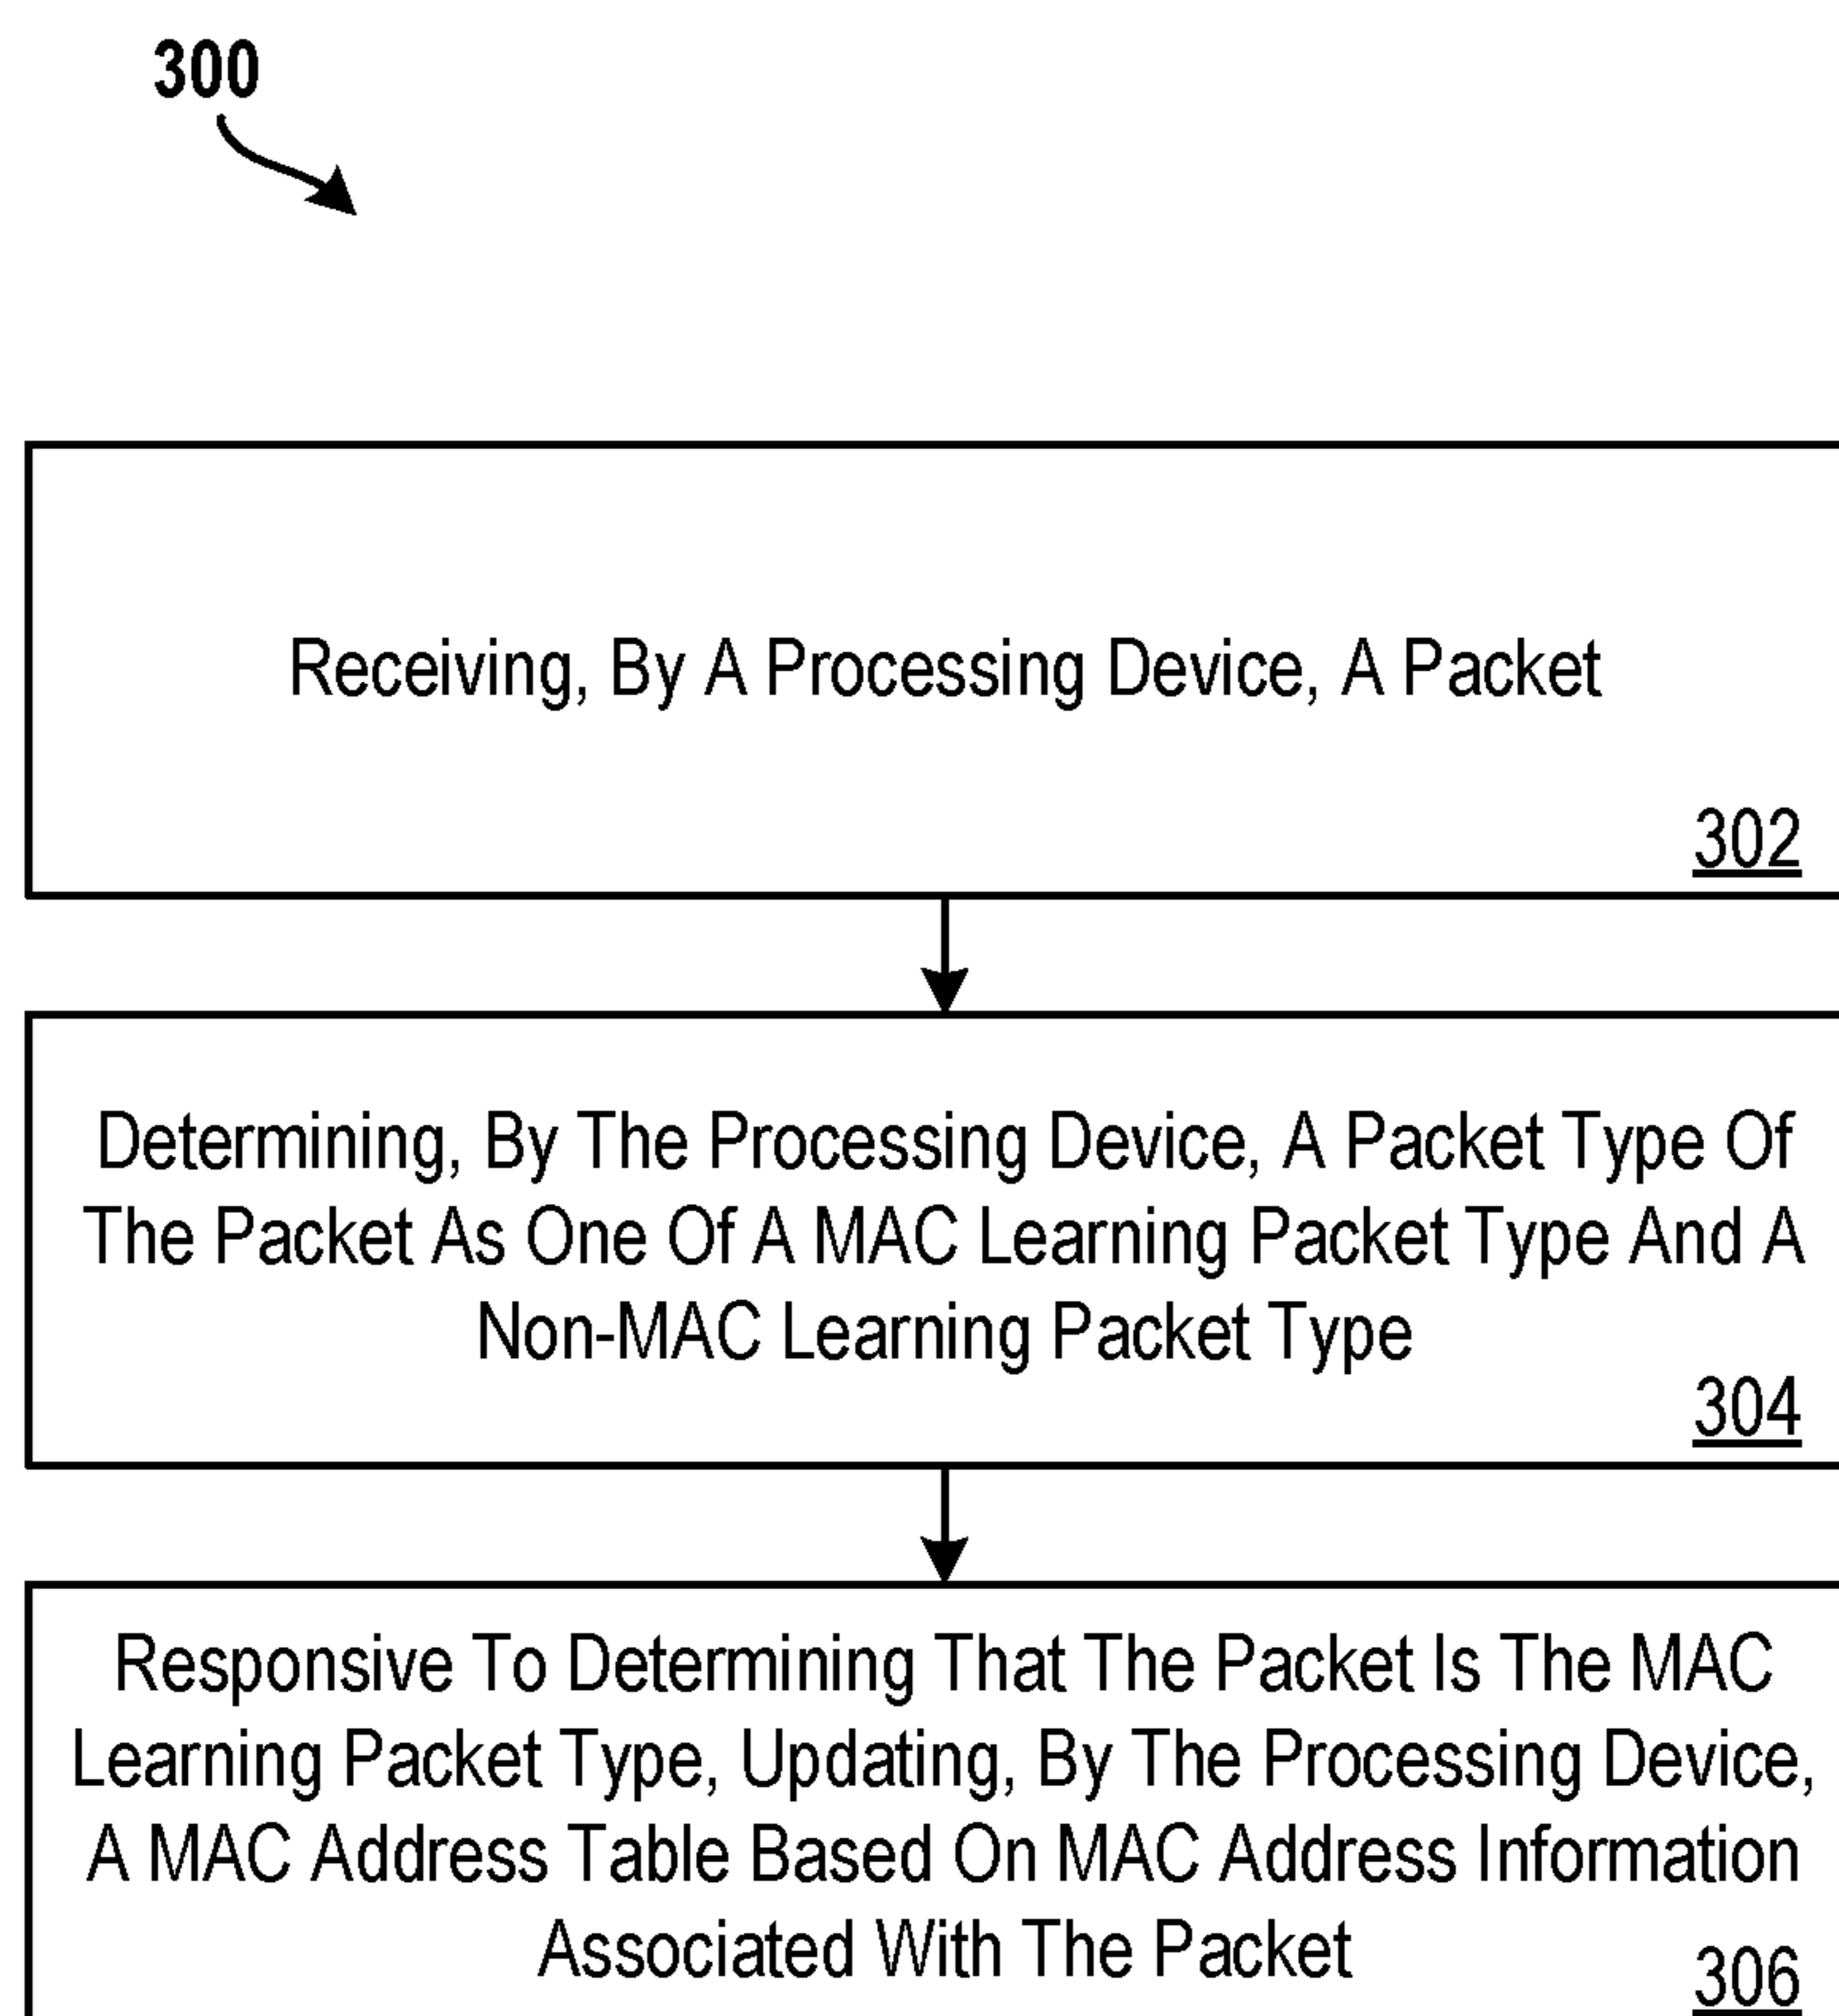 300
Receiving, By A Processing Device, A Packet
302
Determining, By The Processing Device, A Packet Type Of
The Packet As One Of A MAC Learning Packet Type And A
Non-MAC Learning Packet Type
304
Responsive To Determining That The Packet Is The MAC
Learning Packet Type, Updating, By The Processing Device,
A MAC Address Table Based On MAC Address Information
Associated With The Packet
306